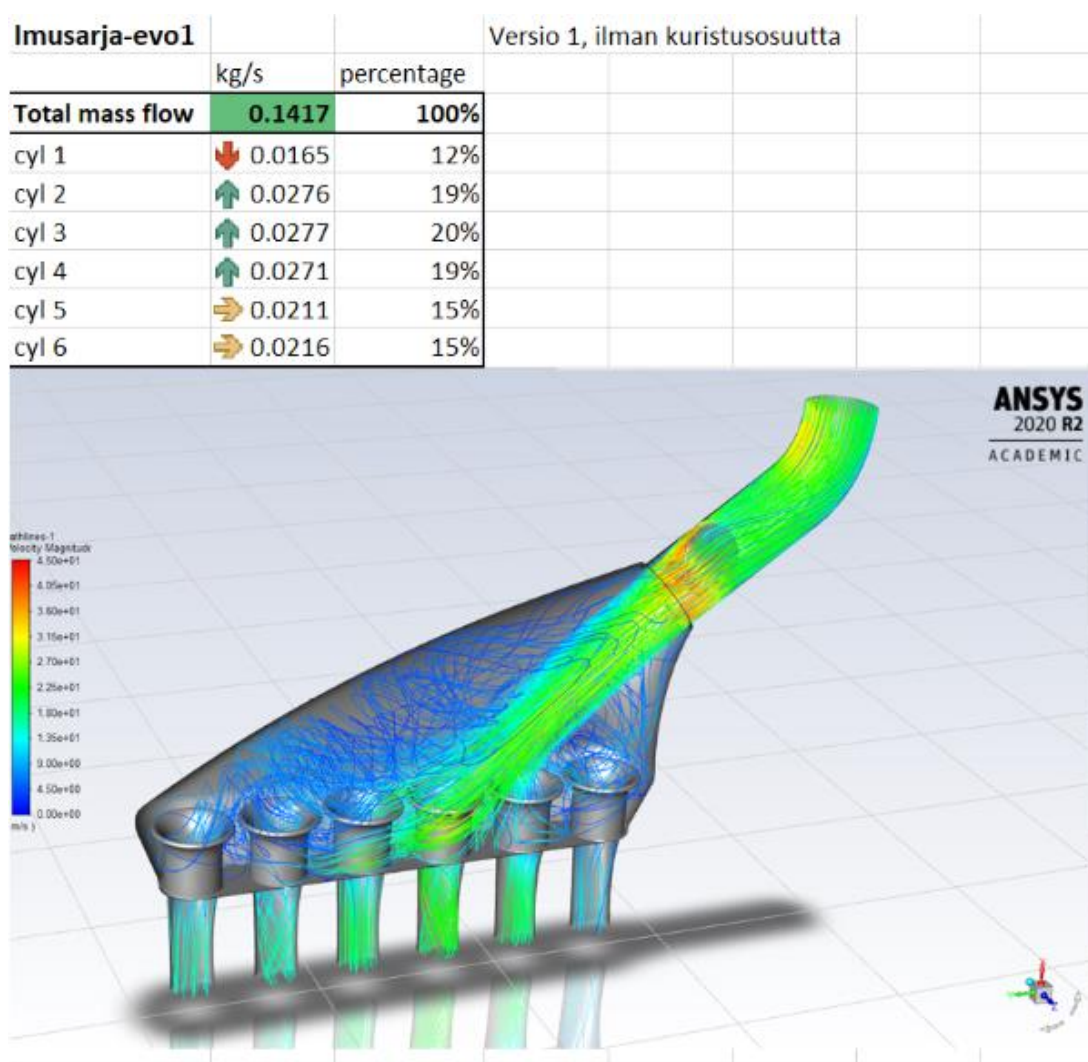 Imusarja-evo1 Versio 1, ilman kuristusosuutta
kg/s percentage
Total mass flow 0.1417 100%
cyl 1 0.0165 12%
cyl 2 0.0276 19%
cyl 3 0.0277 20%
cyl 4 0.0271 19%
cyl 5 0.0211 15%
cyl 6 0.0216 15%
ANSYS
2020 R2
ACADEMIC
athlines-1
Velocity Magnitude
4.50e+01
4.05e+01
3.60e+01
3.15e+01
2.70e+01
2.25e+01
1.80e+01
1.35e+01
9.00e+00
4.50e+00
0.00e+00
m/s )